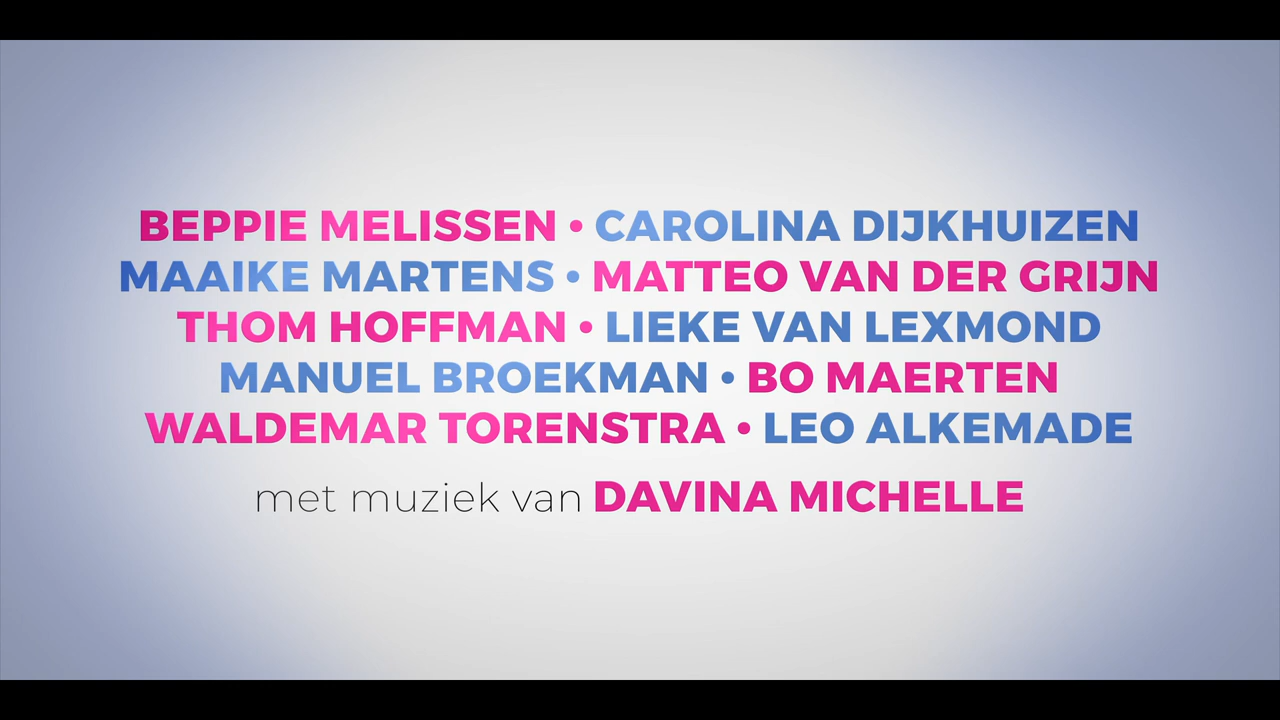 BEPPIE MELISSEN • CAROLINA DIJKHUIZEN
MAAIKE MARTENS • MATTEO VAN DER GRIJN
THOM HOFFMAN • LIEKE VAN LEXMOND
MANUEL BROEKMAN • BO MAERTEN
WALDEMAR TORENSTRA • LEO ALKEMADE
met muziek van DAVINA MICHELLE